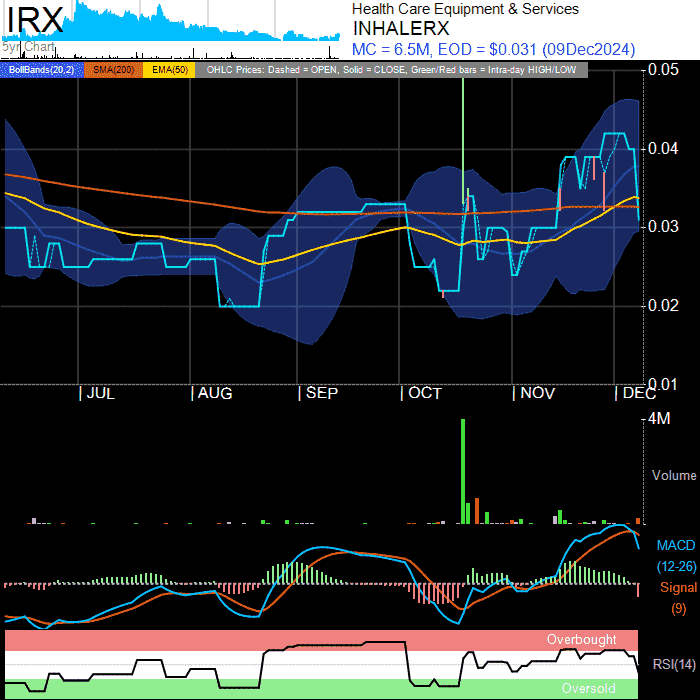 IRX
Health Care Equipment & Services
INHALERX
5yr Chart
MC = 6.5M, EOD = $0.031 (09Dec2024)
BollBands(20,2) SMA(200) EMA(50) OHLC Prices: Dashed = OPEN, Solid = CLOSE, Green/Red bars = Intra-day HIGH/LOW
0.05
0.04
0.03
0.02
0.01
| JUL | AUG | SEP | OCT | NOV | DEC
4M
Volume
MACD
(12-26)
Signal
(9)
Overbought
RSI(14)
Oversold